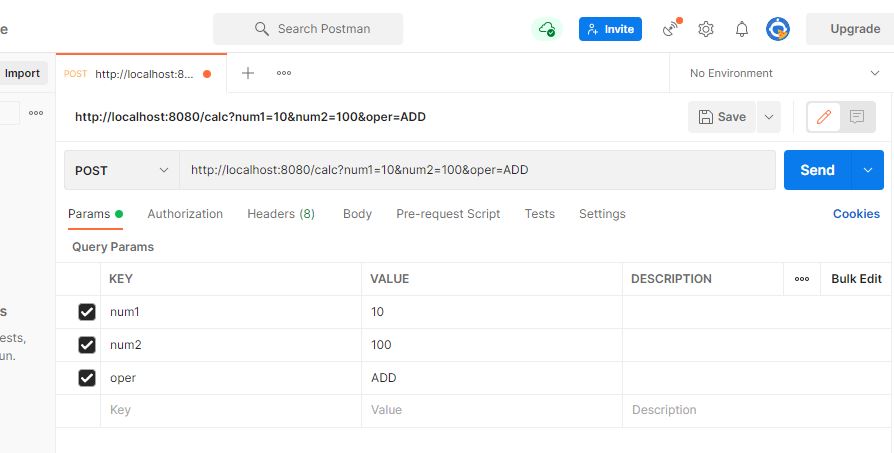 e
Search Postman
Invite
Upgrade
Import
POST http://localhost:8...
No Environment
http://localhost:8080/calc?num1=10&num2=100&oper=ADD
Save
POST
http://localhost:8080/calc?num1=10&num2=100&oper=ADD
Send
Params Authorization Headers (8) Body Pre-request Script Tests Settings Cookies
Query Params
KEY VALUE DESCRIPTION Bulk Edit
num1 10
s
num2 100
ests,
un.
oper ADD
Key Value Description